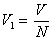 V₁ = V/N